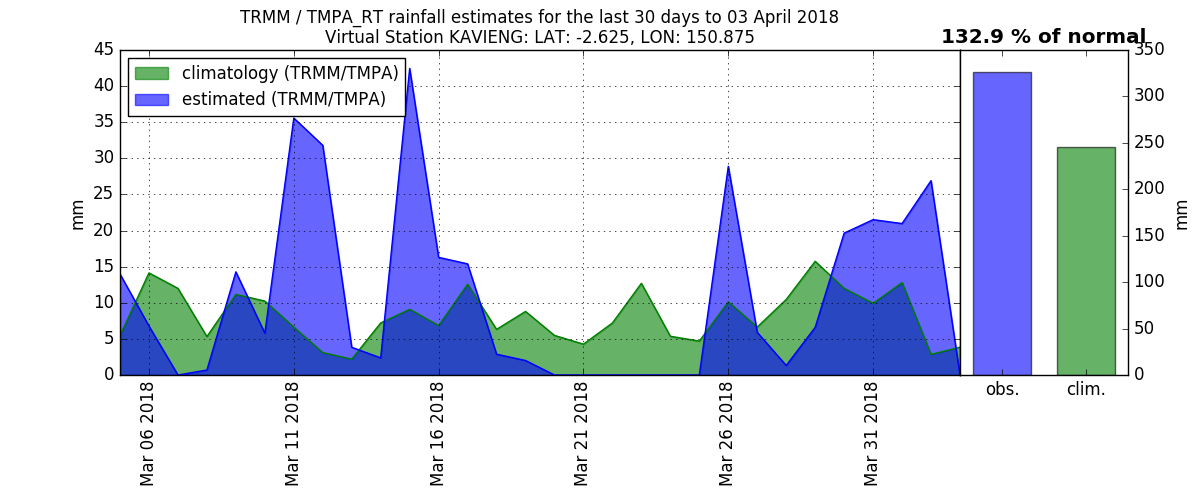 TRMM / TMPA_RT rainfall estimates for the last 30 days to 03 April 2018
Virtual Station KAVIENG: LAT: -2.625, LON: 150.875
132.9 % of normal
climatology (TRMM/TMPA)
estimated (TRMM/TMPA)
45
40
35
30
25
20
15
10
5
0
mm
Mar 06 2018
Mar 11 2018
Mar 16 2018
Mar 21 2018
Mar 26 2018
Mar 31 2018
obs.
clim.
350
300
250
200
150
100
50
0
mm